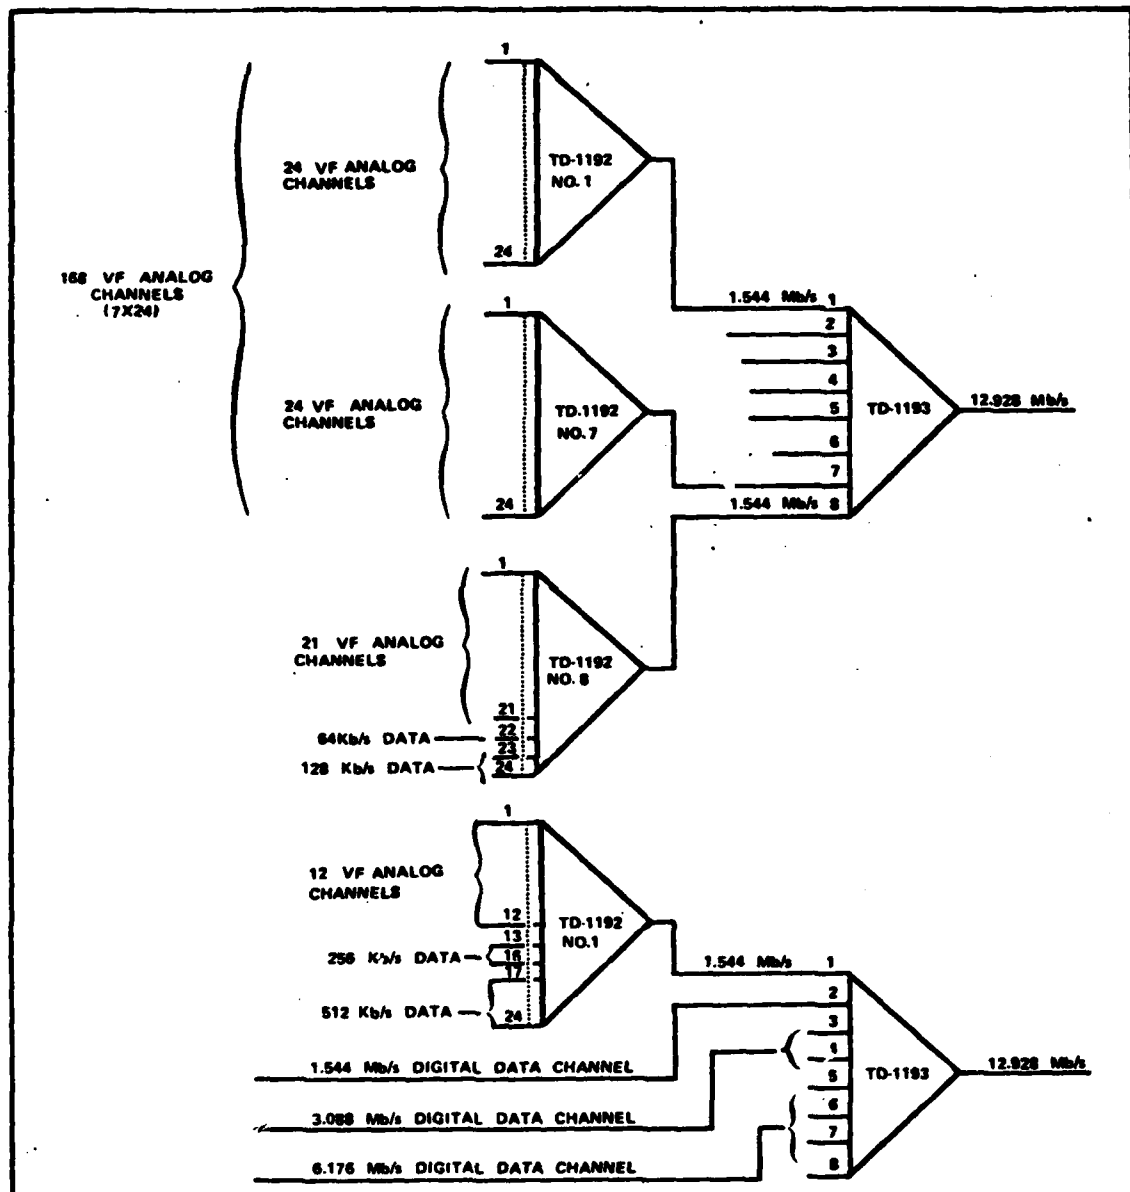 1
24 VF ANALOG
CHANNELS
TD-1192
NO. 1
24
168 VF ANALOG
CHANNELS
(7X24)
1
24 VF ANALOG
CHANNELS
TD-1192
NO. 7
24
1.544 Mb/s 1
2
3
4
5
6
7
1.544 Mb/s 8
TD-1193
12.928 Mb/s
1
21 VF ANALOG
CHANNELS
TD-1192
NO. 8
21
64Kb/s DATA
22
23
128 Kb/s DATA
24
1
12 VF ANALOG
CHANNELS
12
TD-1192
NO. 1
13
256 Kb/s DATA
16
17
512 Kb/s DATA
24
1.544 Mb/s 1
2
3
4
5
6
7
8
TD-1193
12.928 Mb/s
1.544 Mb/s DIGITAL DATA CHANNEL
3.088 Mb/s DIGITAL DATA CHANNEL
6.176 Mb/s DIGITAL DATA CHANNEL